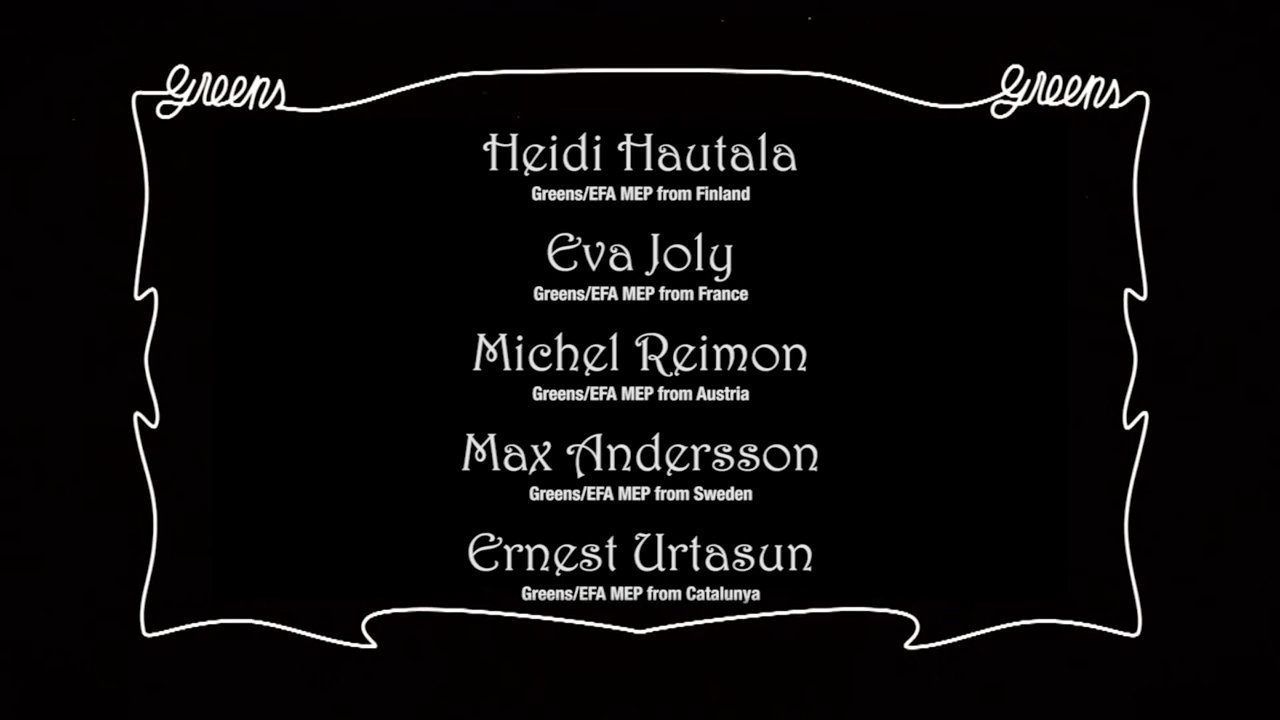 Greens Greens
Heidi Hautala
Greens/EFA MEP from Finland
Eva Joly
Greens/EFA MEP from France
Michel Reimon
Greens/EFA MEP from Austria
Max Andersson
Greens/EFA MEP from Sweden
Ernest Urtasun
Greens/EFA MEP from Catalunya